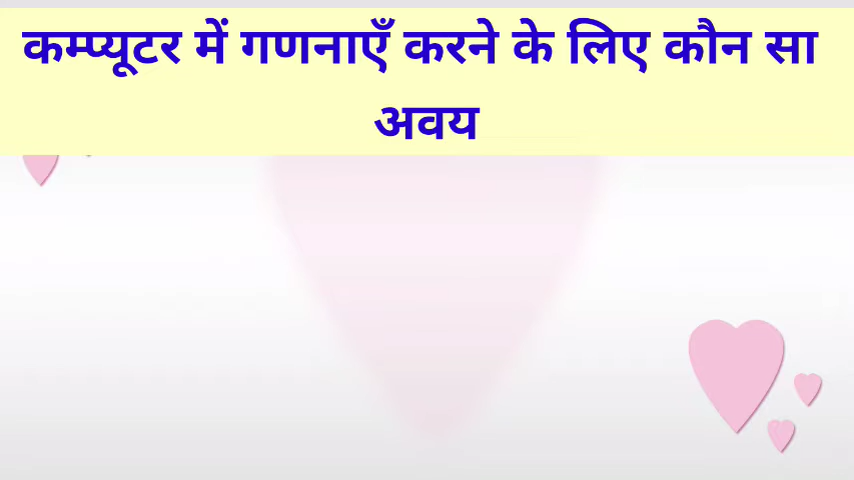 कम्प्यूटर में गणनाएँ करने के लिए कौन सा
अवय